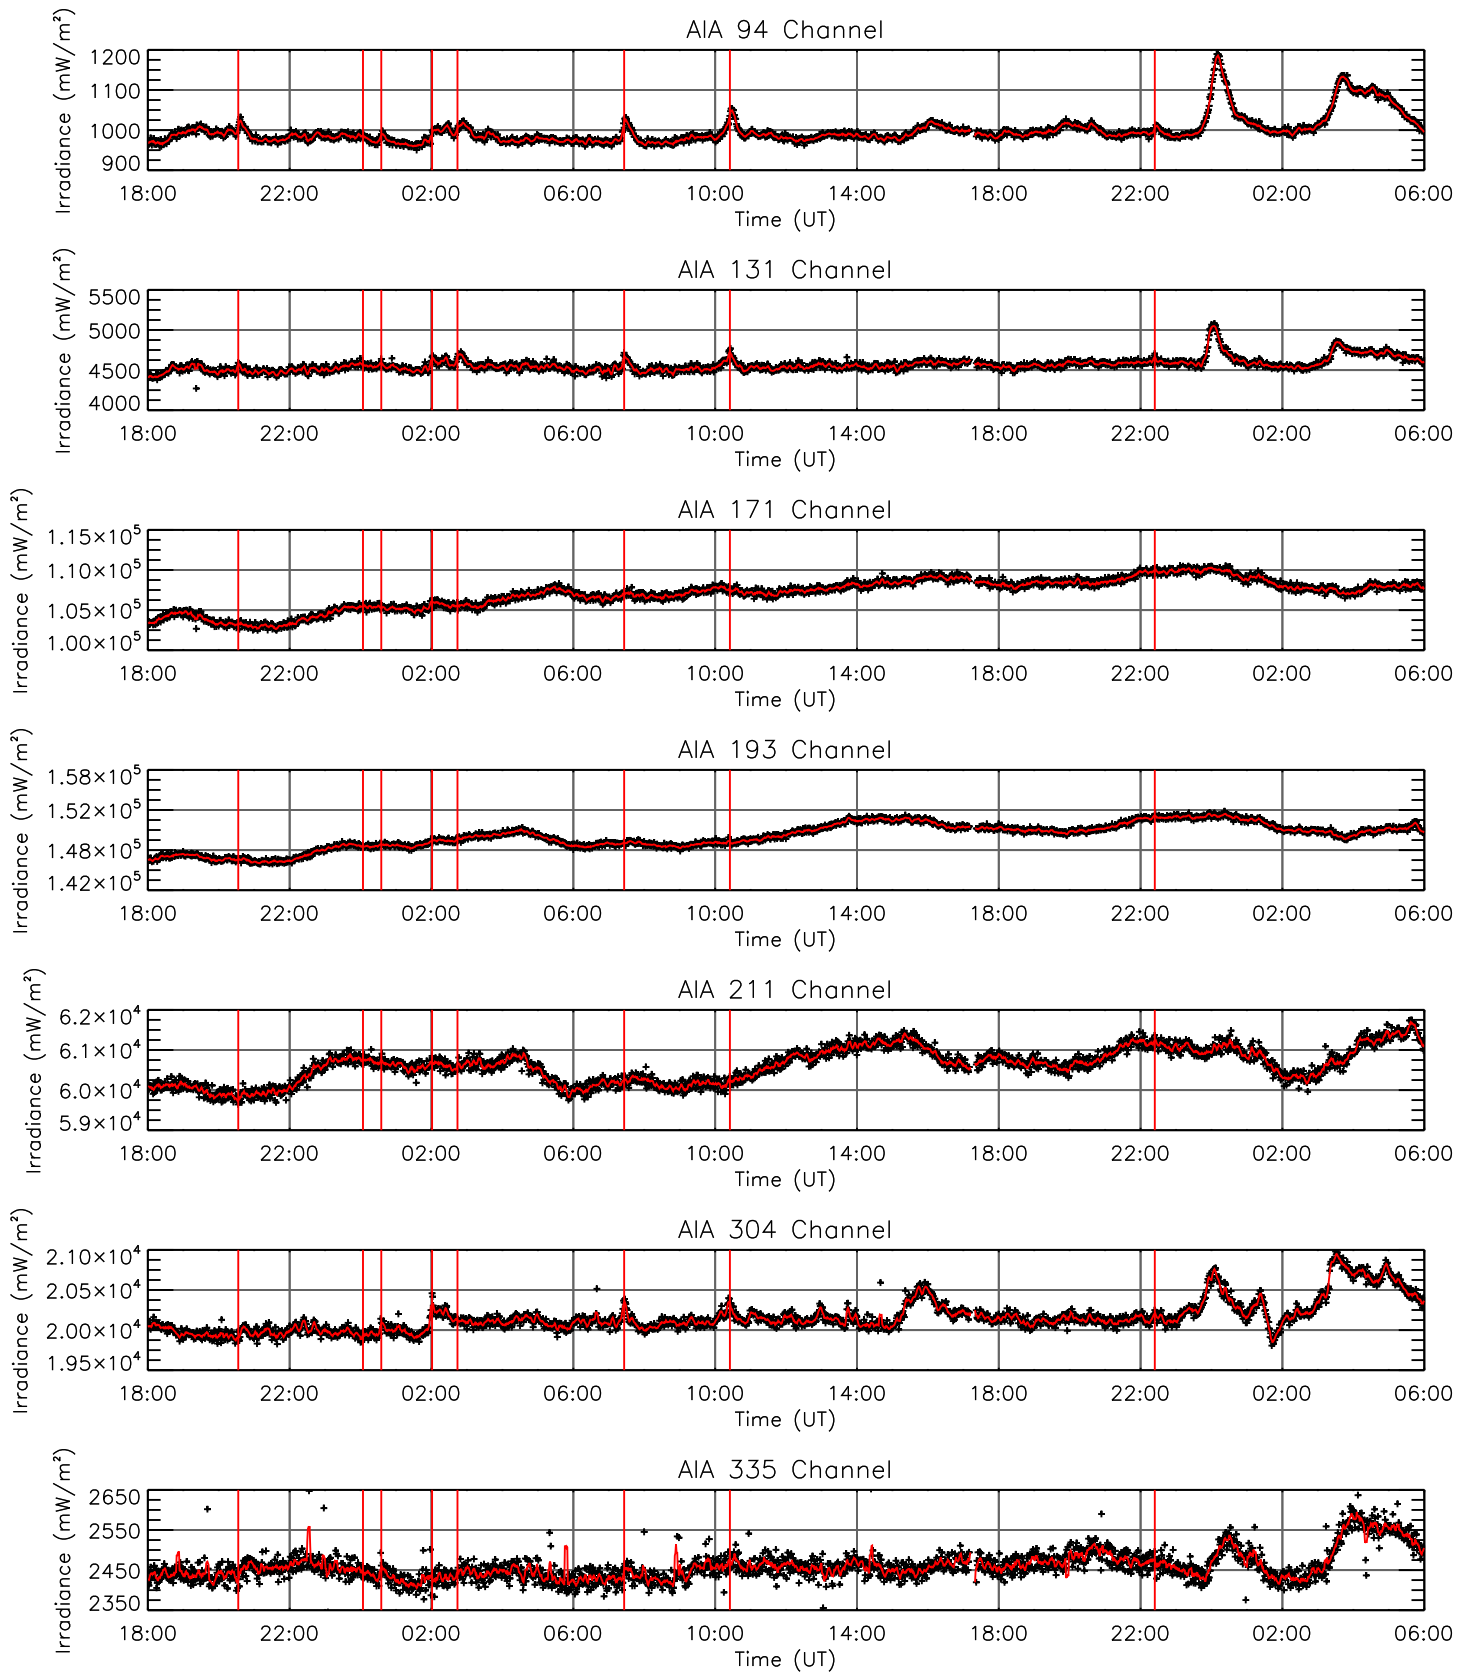 AIA 94 Channel
Irradiance (mW/m²)
1200
1100
1000
900
18:00 22:00 02:00 06:00 10:00 14:00 18:00 22:00 02:00 06:00
Time (UT)
AIA 131 Channel
Irradiance (mW/m²)
5500
5000
4500
4000
18:00 22:00 02:00 06:00 10:00 14:00 18:00 22:00 02:00 06:00
Time (UT)
AIA 171 Channel
Irradiance (mW/m²)
1.15×10⁵
1.10×10⁵
1.05×10⁵
1.00×10⁵
18:00 22:00 02:00 06:00 10:00 14:00 18:00 22:00 02:00 06:00
Time (UT)
AIA 193 Channel
Irradiance (mW/m²)
1.58×10⁵
1.52×10⁵
1.48×10⁵
1.42×10⁵
18:00 22:00 02:00 06:00 10:00 14:00 18:00 22:00 02:00 06:00
Time (UT)
AIA 211 Channel
Irradiance (mW/m²)
6.2×10⁴
6.1×10⁴
6.0×10⁴
5.9×10⁴
18:00 22:00 02:00 06:00 10:00 14:00 18:00 22:00 02:00 06:00
Time (UT)
AIA 304 Channel
Irradiance (mW/m²)
2.10×10⁴
2.05×10⁴
2.00×10⁴
1.95×10⁴
18:00 22:00 02:00 06:00 10:00 14:00 18:00 22:00 02:00 06:00
Time (UT)
AIA 335 Channel
Irradiance (mW/m²)
2650
2550
2450
2350
18:00 22:00 02:00 06:00 10:00 14:00 18:00 22:00 02:00 06:00
Time (UT)